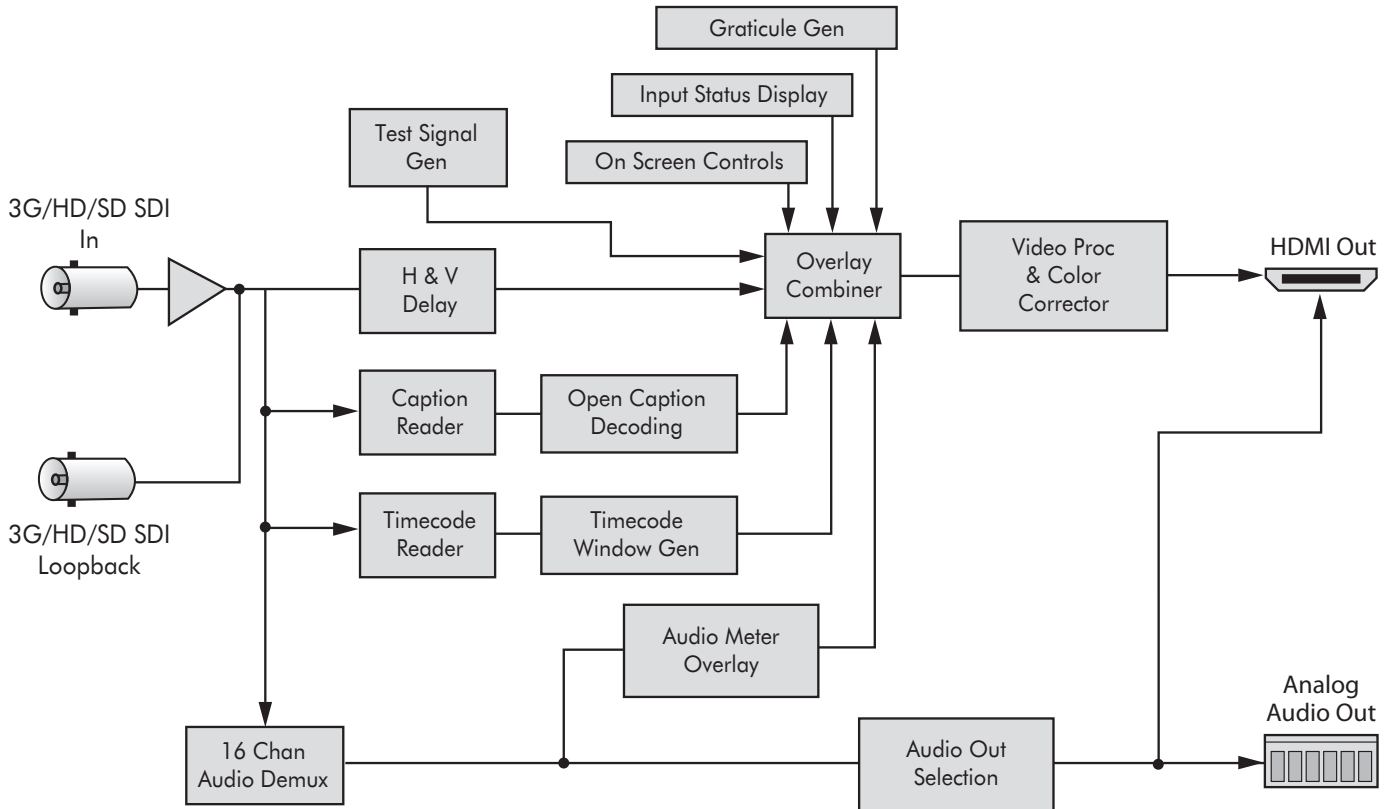 Graticule Gen
Input Status Display
Test Signal
Gen
On Screen Controls
3G/HD/SD SDI
In
H & V
Delay
Overlay
Combiner
Video Proc
& Color
Corrector
HDMI Out
Caption
Reader
Open Caption
Decoding
3G/HD/SD SDI
Loopback
Timecode
Reader
Timecode
Window Gen
Audio Meter
Overlay
16 Chan
Audio Demux
Audio Out
Selection
Analog
Audio Out